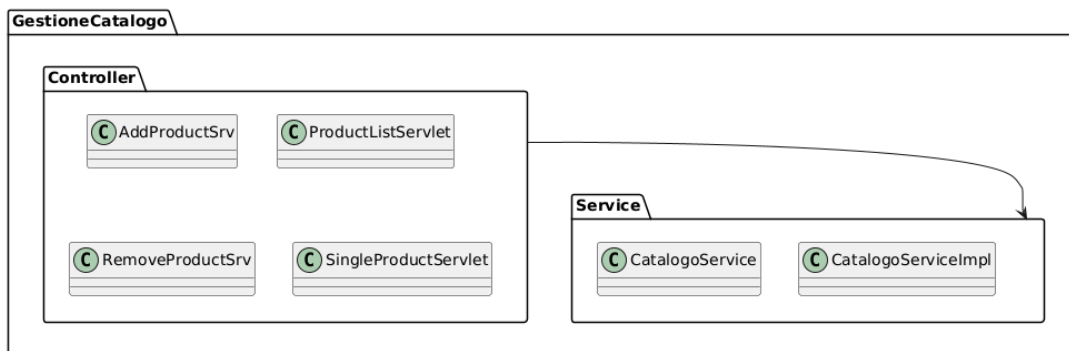 GestioneCatalogo
Controller
C AddProductSrv
C ProductListServlet
Service
C RemoveProductSrv
C SingleProductServlet
C CatalogoService
C CatalogoServiceImpl